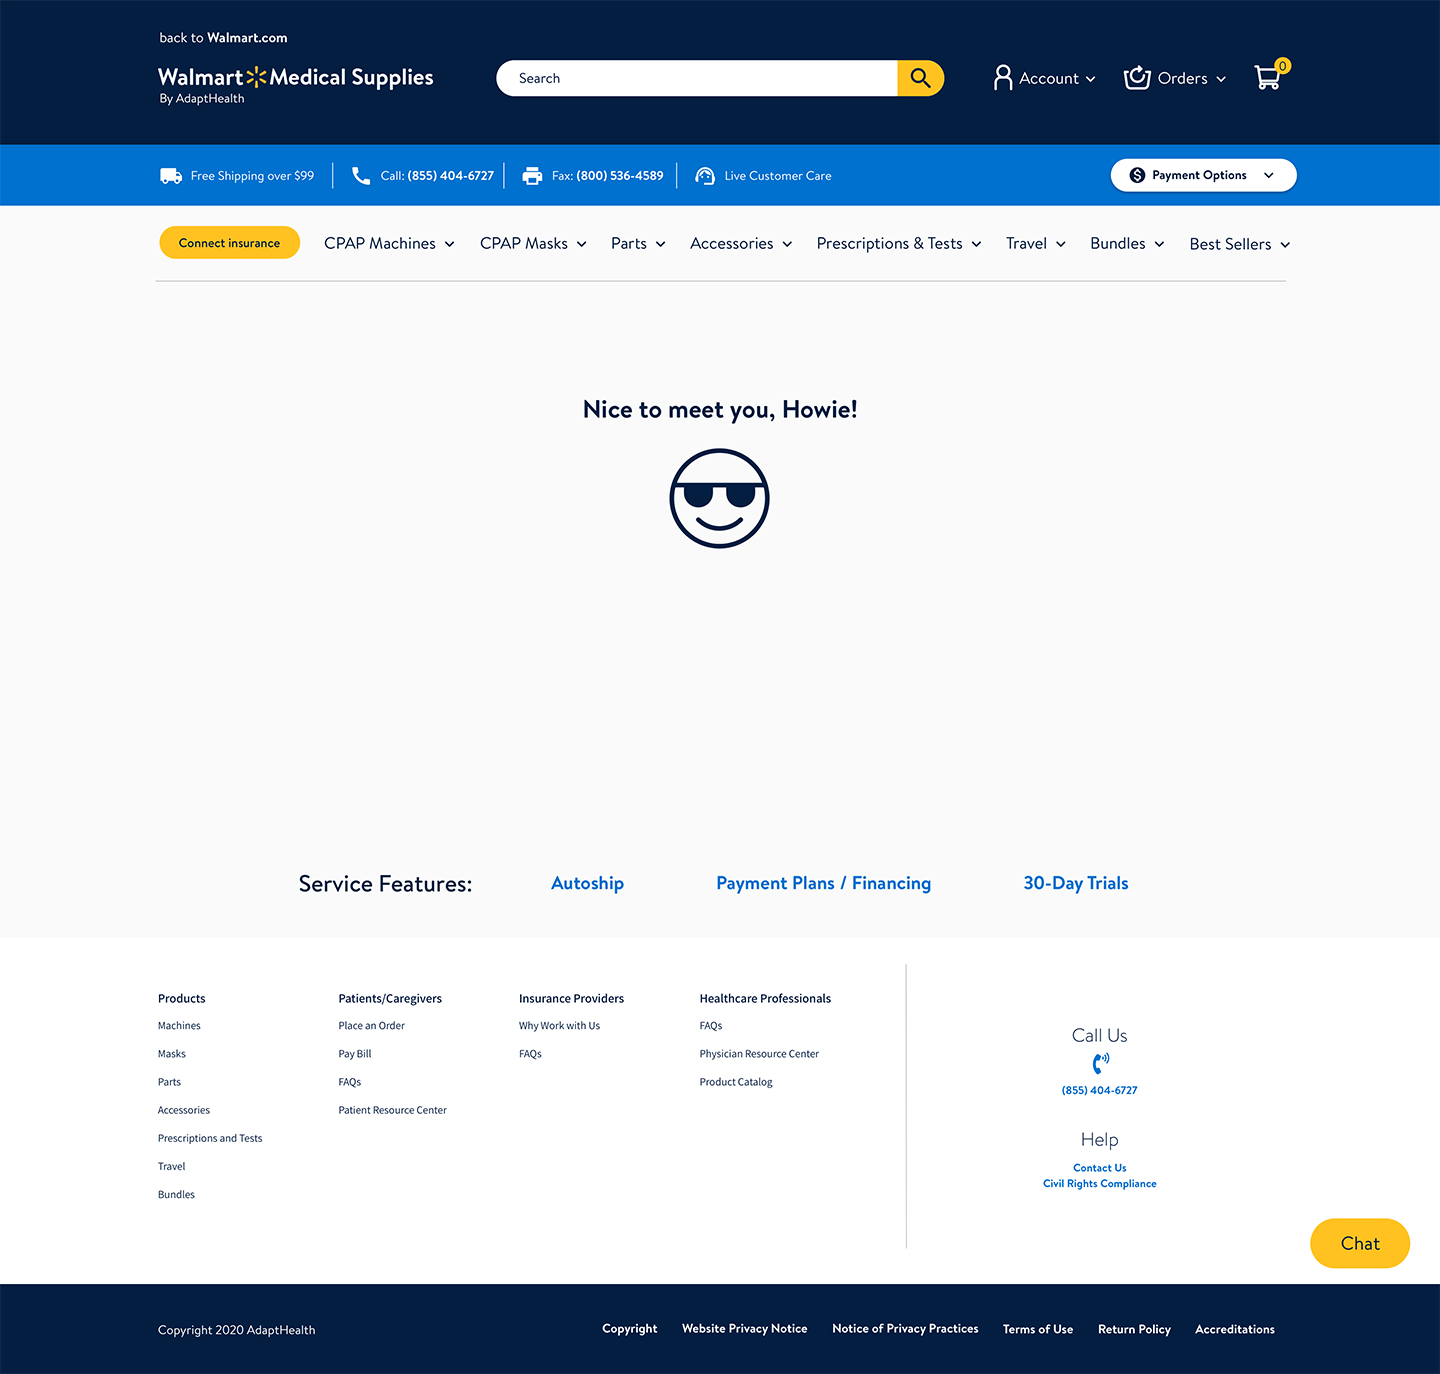 back to Walmart.com
Walmart Medical Supplies
By AdaptHealth
Search
Account
Orders
0
Free Shipping over $99
Call: (855) 404-6727
Fax: (800) 536-4589
Live Customer Care
Payment Options
Connect insurance
CPAP Machines
CPAP Masks
Parts
Accessories
Prescriptions & Tests
Travel
Bundles
Best Sellers
Nice to meet you, Howie!
Service Features:
Autoship
Payment Plans / Financing
30-Day Trials
Products
Machines
Masks
Parts
Accessories
Prescriptions and Tests
Travel
Bundles
Patients/Caregivers
Place an Order
Pay Bill
FAQs
Patient Resource Center
Insurance Providers
Why Work with Us
FAQs
Healthcare Professionals
FAQs
Physician Resource Center
Product Catalog
Call Us
(855) 404-6727
Help
Contact Us
Civil Rights Compliance
Chat
Copyright 2020 AdaptHealth
Copyright
Website Privacy Notice
Notice of Privacy Practices
Terms of Use
Return Policy
Accreditations